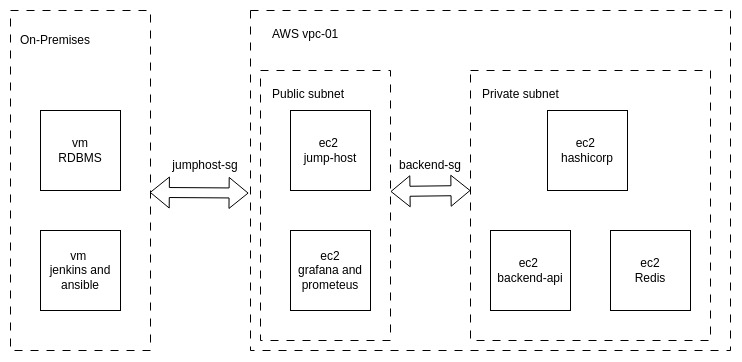 On-Premises
vm
RDBMS
vm
jenkins and
ansible
jumphost-sg
AWS vpc-01
Public subnet
ec2
jump-host
ec2
grafana and
prometeus
backend-sg
Private subnet
ec2
hashicorp
ec2
backend-api
ec2
Redis